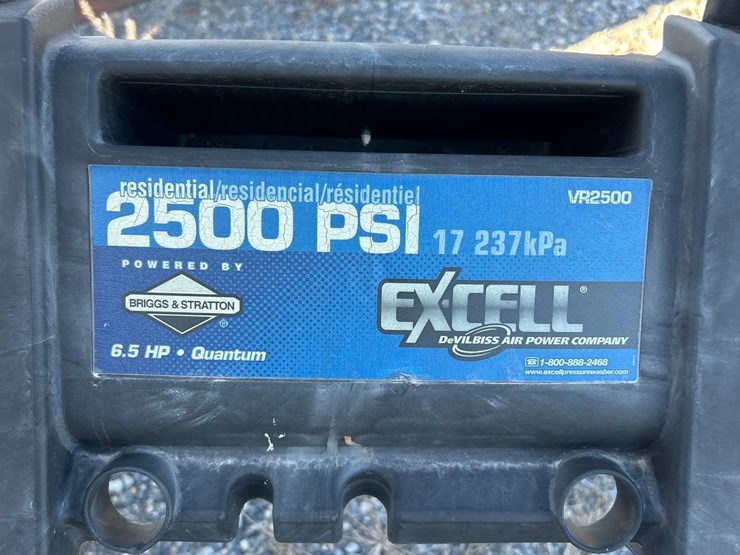 residential/residencial/résidentiel
VR2500
2500 PSI 17 237kPa
POWERED BY
BRIGGS & STRATTON
®
6.5 HP • Quantum
EXCELL®
DeVILBISS AIR POWER COMPANY
1-800-888-2468
www.excellpressurewasher.com